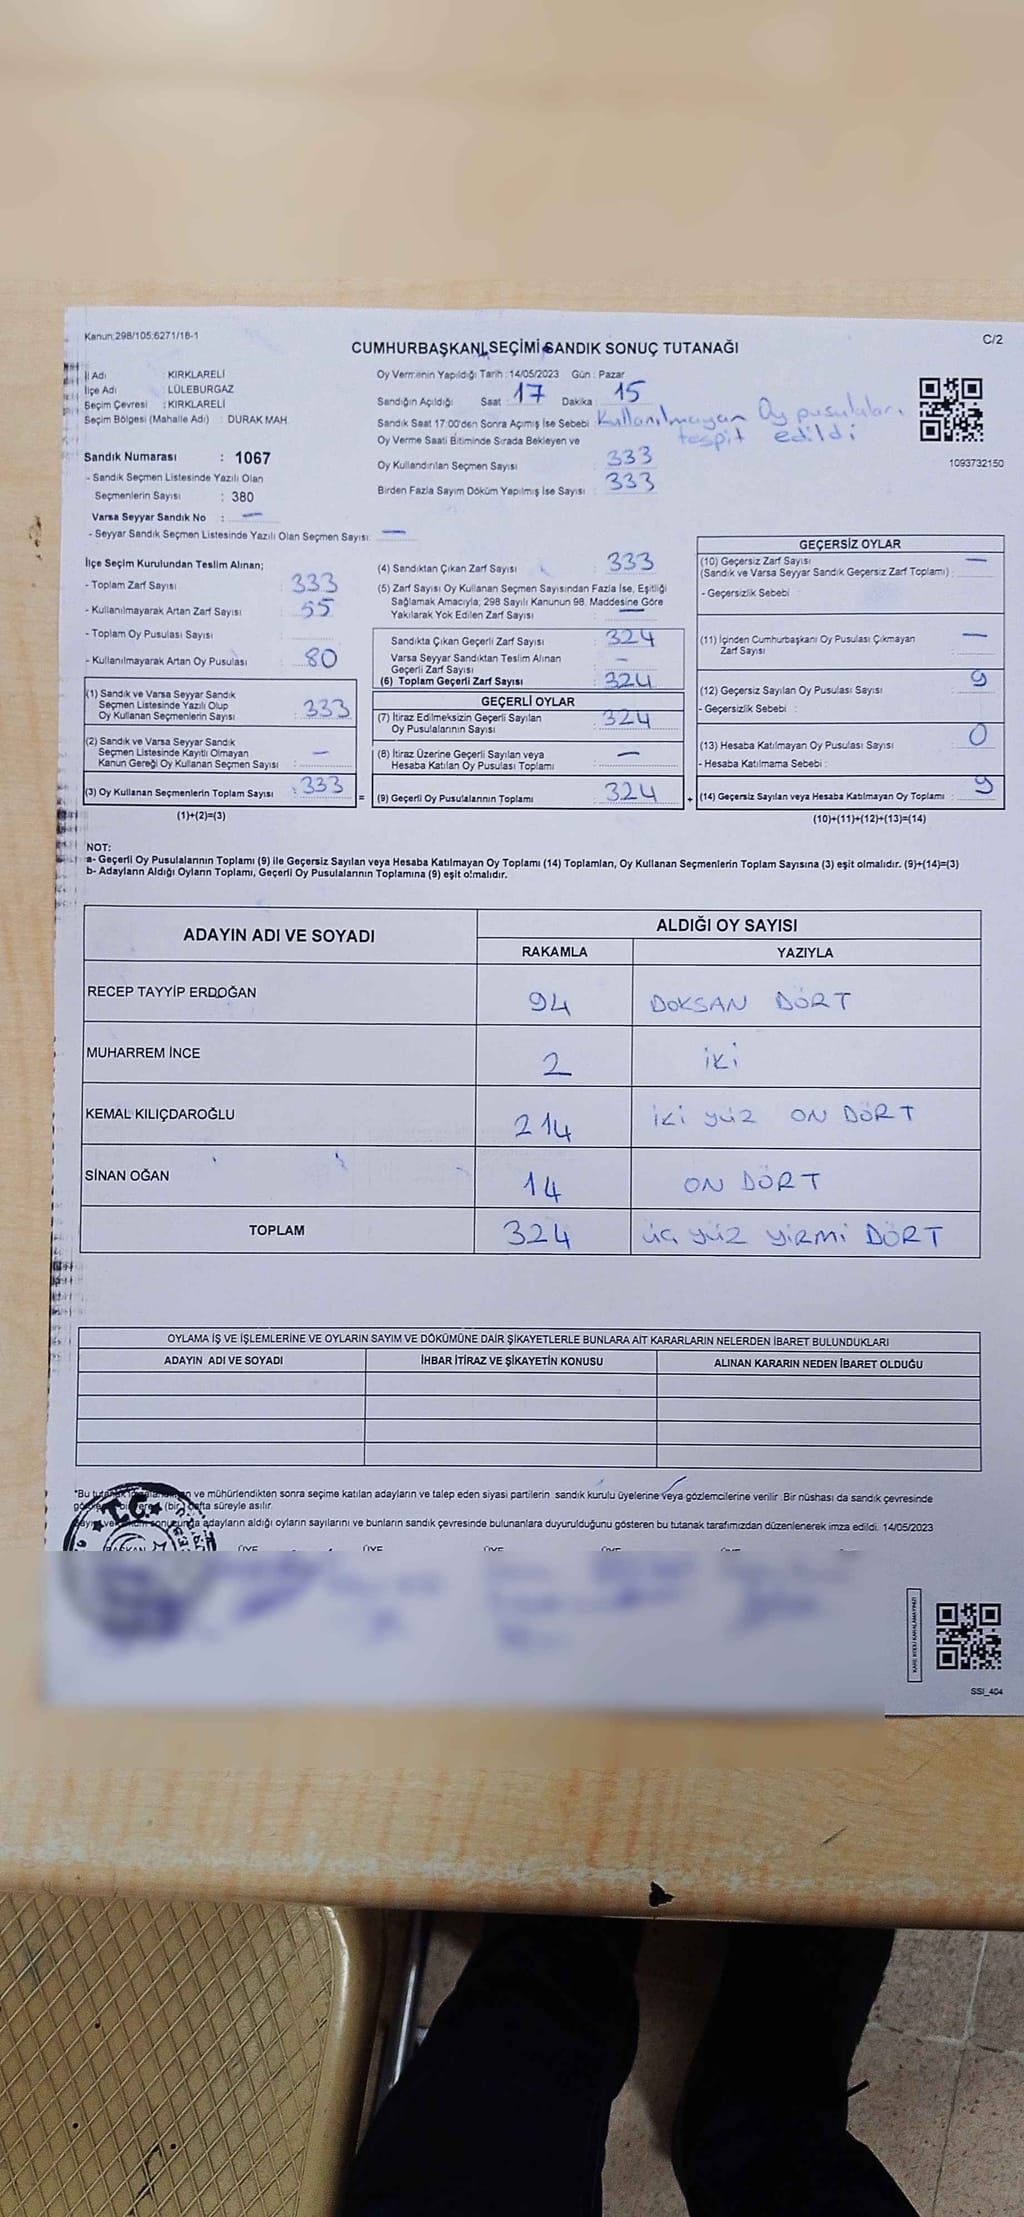 Kanun:298/105;6271/18-1
C/2
CUMHURBAŞKANI SEÇİMİ SANDIK SONUÇ TUTANAĞI
İl Adı : KIRKLARELİ
İlçe Adı : LÜLEBURGAZ
Seçim Çevresi : KIRKLARELİ
Seçim Bölgesi (Mahalle Adı) : DURAK MAH.
Sandık Numarası : 1067
- Sandık Seçmen Listesinde Yazılı Olan
Seçmenlerin Sayısı : 380
Varsa Seyyar Sandık No : —
- Seyyar Sandık Seçmen Listesinde Yazılı Olan Seçmen Sayısı: —
Oy Vermenin Yapıldığı Tarih : 14/05/2023 Gün : Pazar
Sandığın Açıldığı Saat 17 Dakika 15
Sandık Saat 17:00'den Sonra Açımış İse Sebebi : Kullanılmayan Oy pusulaları
tespit edildi
Oy Verme Saati Bitiminde Sırada Bekleyen ve
Oy Kullandırılan Seçmen Sayısı : 333
Birden Fazla Sayım Döküm Yapılmış İse Sayısı : 333
1093732150
İlçe Seçim Kurulundan Teslim Alınan;
- Toplam Zarf Sayısı : 333
- Kullanılmayarak Artan Zarf Sayısı : 55
- Toplam Oy Pusulası Sayısı :
- Kullanılmayarak Artan Oy Pusulası : 80
(1) Sandık ve Varsa Seyyar Sandık
Seçmen Listesinde Yazılı Olup
Oy Kullanan Seçmenlerin Sayısı : 333
(2) Sandık ve Varsa Seyyar Sandık
Seçmen Listesinde Kayıtlı Olmayan
Kanun Gereği Oy Kullanan Seçmen Sayısı : —
(3) Oy Kullanan Seçmenlerin Toplam Sayısı : 333
(1)+(2)=(3)
=
(4) Sandıktan Çıkan Zarf Sayısı : 333
(5) Zarf Sayısı Oy Kullanan Seçmen Sayısından Fazla İse, Eşitliği
Sağlamak Amacıyla; 298 Sayılı Kanunun 98. Maddesine Göre
Yakılarak Yok Edilen Zarf Sayısı : —
Sandıkta Çıkan Geçerli Zarf Sayısı : 324
Varsa Seyyar Sandıktan Teslim Alınan
Geçerli Zarf Sayısı : —
(6) Toplam Geçerli Zarf Sayısı : 324
GEÇERLİ OYLAR
(7) İtiraz Edilmeksizin Geçerli Sayılan
Oy Pusulalarının Sayısı : 324
(8) İtiraz Üzerine Geçerli Sayılan veya
Hesaba Katılan Oy Pusulası Toplamı : —
(9) Geçerli Oy Pusulalarının Toplamı : 324
+
GEÇERSİZ OYLAR
(10) Geçersiz Zarf Sayısı —
(Sandık ve Varsa Seyyar Sandık Geçersiz Zarf Toplamı) :
- Geçersizlik Sebebi :
(11) İçinden Cumhurbaşkanı Oy Pusulası Çıkmayan
Zarf Sayısı : —
(12) Geçersiz Sayılan Oy Pusulası Sayısı : 9
- Geçersizlik Sebebi :
(13) Hesaba Katılmayan Oy Pusulası Sayısı : 0
- Hesaba Katılmama Sebebi :
(14) Geçersiz Sayılan veya Hesaba Katılmayan Oy Toplamı : 9
(10)+(11)+(12)+(13)=(14)
NOT:
a- Geçerli Oy Pusulalarının Toplamı (9) ile Geçersiz Sayılan veya Hesaba Katılmayan Oy Toplamı (14) Toplamları, Oy Kullanan Seçmenlerin Toplam Sayısına (3) eşit olmalıdır. (9)+(14)=(3)
b- Adayların Aldığı Oyların Toplamı, Geçerli Oy Pusulalarının Toplamına (9) eşit olmalıdır.
ADAYIN ADI VE SOYADI
ALDIĞI OY SAYISI
RAKAMLA YAZIYLA
RECEP TAYYİP ERDOĞAN 94 DOKSAN DÖRT
MUHARREM İNCE 2 iki
KEMAL KILIÇDAROĞLU 214 iki yüz ON DÖRT
SİNAN OĞAN 14 ON DÖRT
TOPLAM 324 üç yüz yirmi DÖRT
OYLAMA İŞ VE İŞLEMLERİNE VE OYLARIN SAYIM VE DÖKÜMÜNE DAİR ŞİKAYETLERLE BUNLARA AİT KARARLARIN NELERDEN İBARET BULUNDUKLARI
ADAYIN ADI VE SOYADI İHBAR İTİRAZ VE ŞİKAYETİN KONUSU ALINAN KARARIN NEDEN İBARET OLDUĞU
*Bu ve mühürlendikten sonra seçime katılan adayların ve talep eden siyasi partilerin sandık kurulu üyelerine veya gözlemcilerine verilir. Bir nüshası da sandık çevresinde
(bir) hafta süreyle asılır.
sonucunda adayların aldığı oyların sayılarını ve bunların sandık çevresinde bulunanlara duyurulduğunu gösteren bu tutanak tarafımızdan düzenlenerek imza edildi. 14/05/2023
T.C.
BAŞKAN ÜYE ÜYE ÜYE ÜYE ÜYE
SSI_404